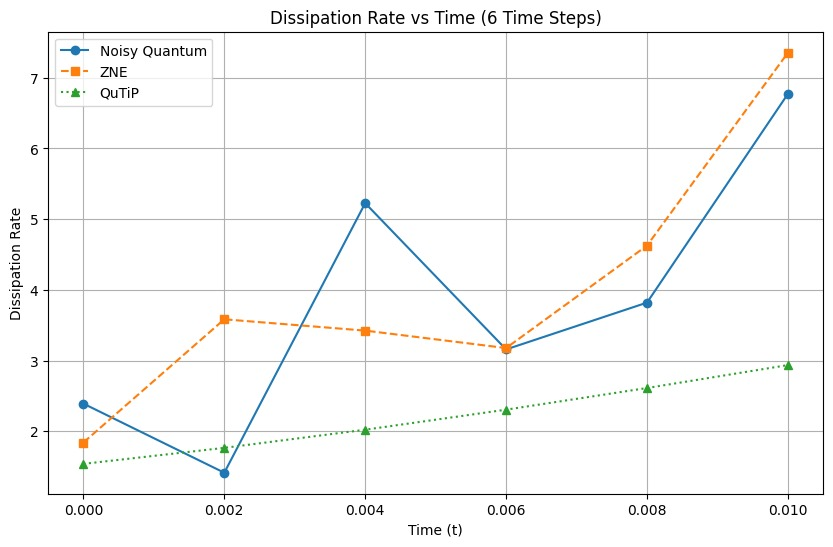 Dissipation Rate vs Time (6 Time Steps)
Noisy Quantum
ZNE
QuTiP
7
6
5
4
3
2
Dissipation Rate
0.000 0.002 0.004 0.006 0.008 0.010
Time (t)